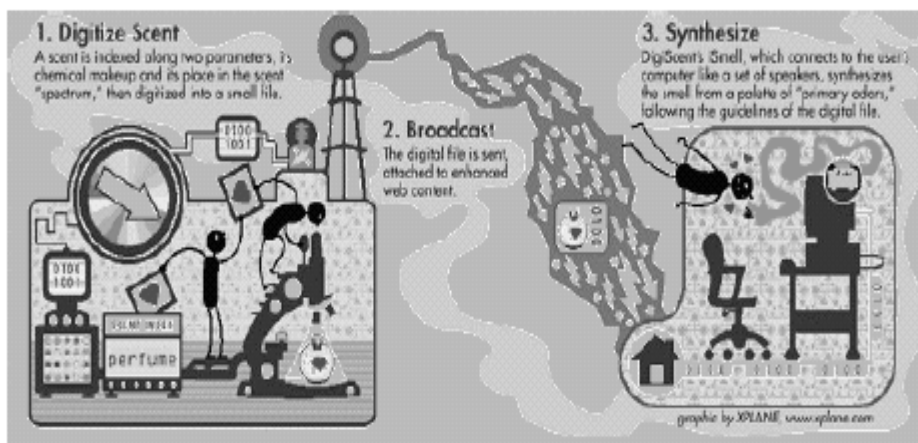 1. Digitize Scent
A scent is indexed along two parameters, its
chemical makeup and its place in the scent
"spectrum," then digitized into a small file.
2. Broadcast
The digital file is sent,
attached to enhanced
web content.
3. Synthesize
DigiScent's iSmell, which connects to the user's
computer like a set of speakers, synthesizes
the smell from a palette of "primary odors,"
following the guidelines of the digital file.
0100
1001
0100
1001
perfume
0100
graphic by XPLANE, www.xplane.com